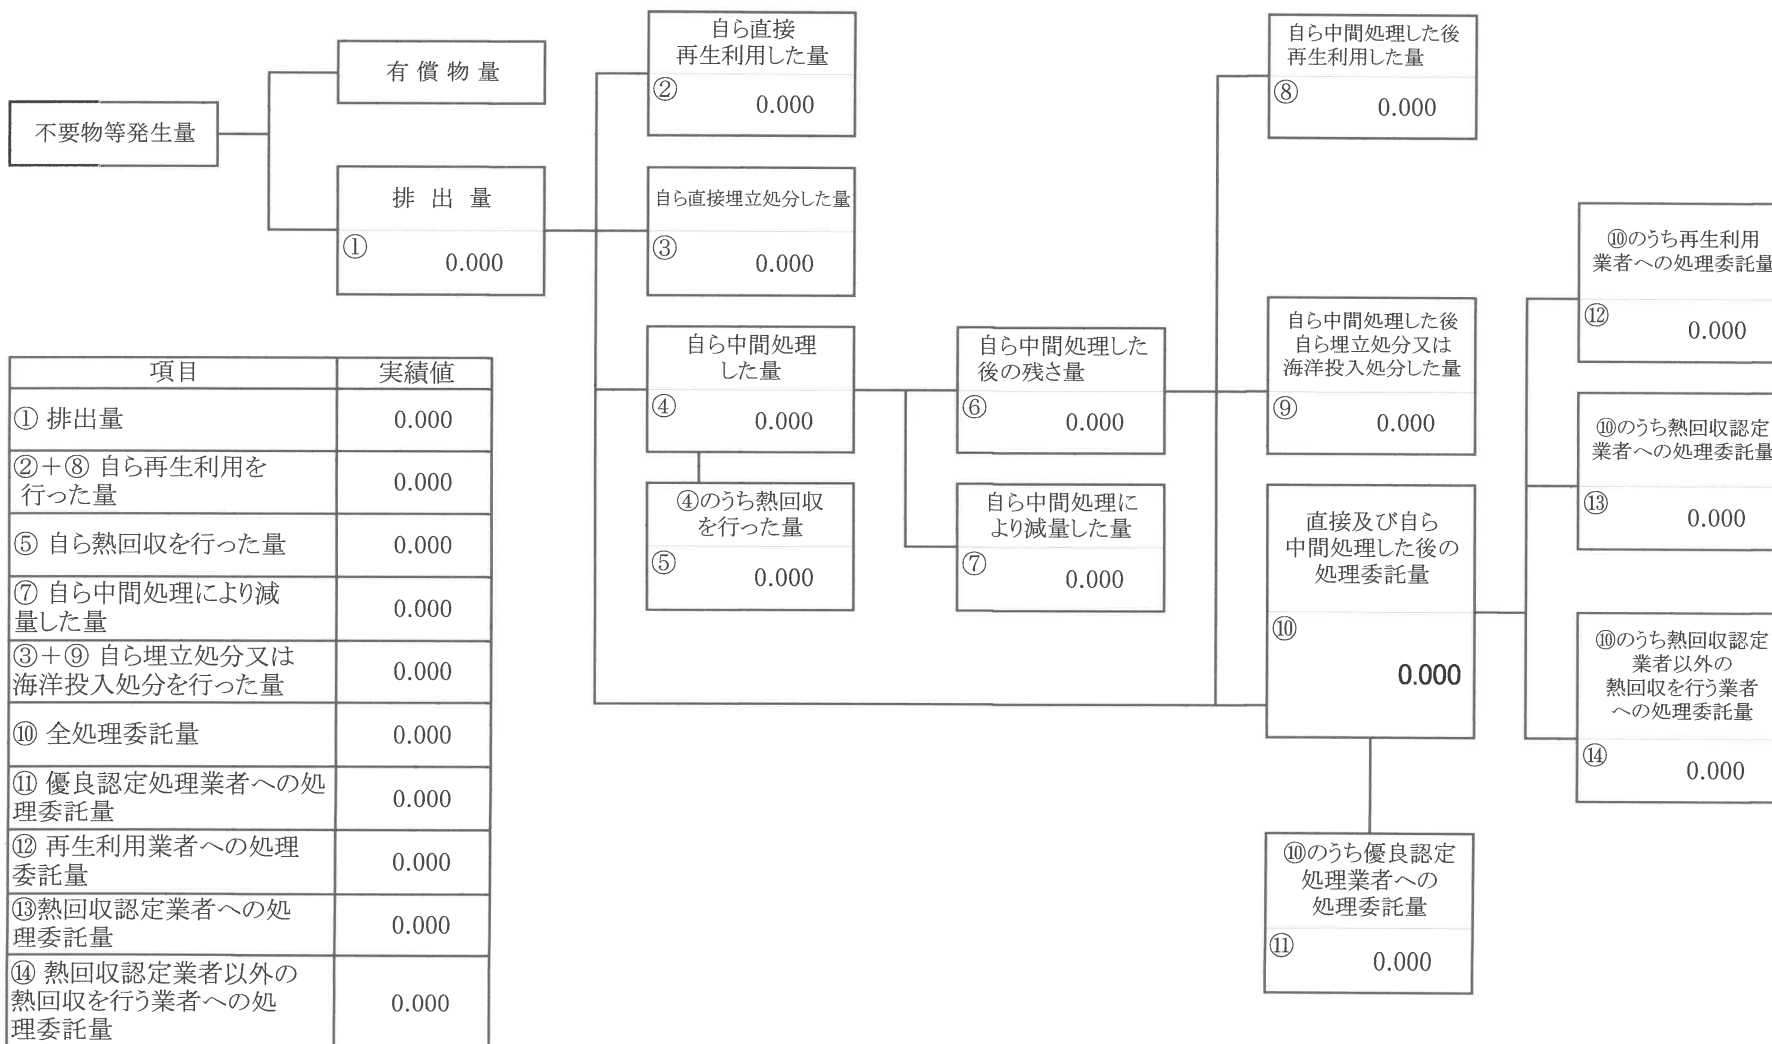 不要物等発生量
有償物量
排出量
①
0.000
自ら直接
再生利用した量
②
0.000
自ら直接埋立処分した量
③
0.000
自ら中間処理
した量
④
0.000
④のうち熱回収
を行った量
⑤
0.000
自ら中間処理した
後の残さ量
⑥
0.000
自ら中間処理に
より減量した量
⑦
0.000
自ら中間処理した後
再生利用した量
⑧
0.000
自ら中間処理した後
自ら埋立処分又は
海洋投入処分した量
⑨
0.000
直接及び自ら
中間処理した後の
処理委託量
⑩
0.000
⑩のうち優良認定
処理業者への
処理委託量
⑪
0.000
⑩のうち再生利用
業者への処理委託量
⑫
0.000
⑩のうち熱回収認定
業者への処理委託量
⑬
0.000
⑩のうち熱回収認定
業者以外の
熱回収を行う業者
への処理委託量
⑭
0.000
項目 実績値
① 排出量 0.000
②+⑧ 自ら再生利用を
行った量 0.000
⑤ 自ら熱回収を行った量 0.000
⑦ 自ら中間処理により減
量した量 0.000
③+⑨ 自ら埋立処分又は
海洋投入処分を行った量 0.000
⑩ 全処理委託量 0.000
⑪ 優良認定処理業者への処
理委託量 0.000
⑫ 再生利用業者への処理
委託量 0.000
⑬熱回収認定業者への処
理委託量 0.000
⑭ 熱回収認定業者以外の
熱回収を行う業者への処
理委託量 0.000